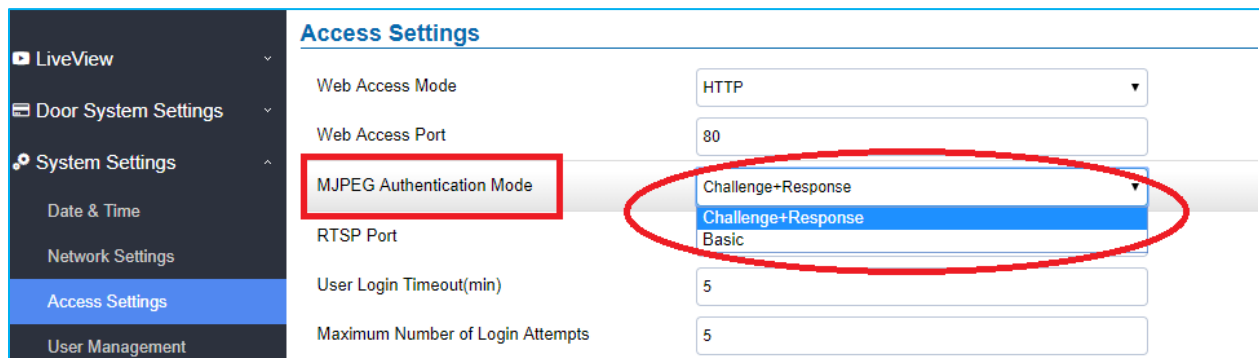 Access Settings
LiveView
Door System Settings
System Settings
Date & Time
Network Settings
Access Settings
User Management
Web Access Mode HTTP
Web Access Port 80
MJPEG Authentication Mode Challenge+Response
Challenge+Response
Basic
RTSP Port
User Login Timeout(min) 5
Maximum Number of Login Attempts 5